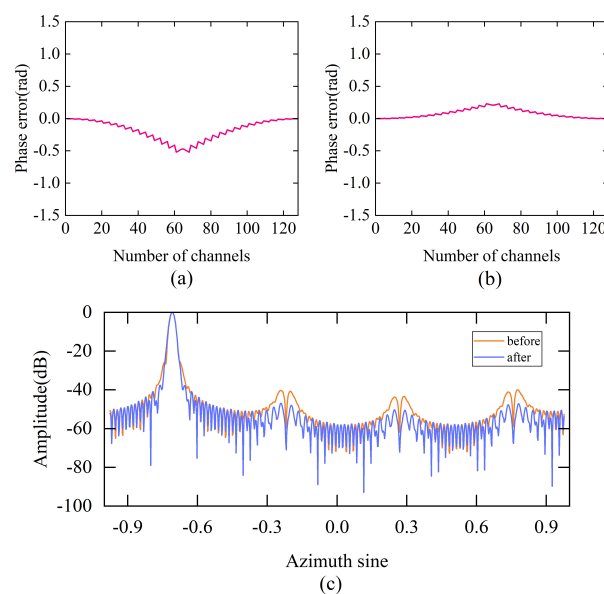 1.5
1.0
0.5
0.0
-0.5
-1.0
-1.5
Phase error(rad)
0 20 40 60 80 100 120
Number of channels
(a)
1.5
1.0
0.5
0.0
-0.5
-1.0
-1.5
Phase error(rad)
0 20 40 60 80 100 120
Number of channels
(b)
0
-20
-40
-60
-80
-100
Amplitude(dB)
before
after
-0.9 -0.6 -0.3 0.0 0.3 0.6 0.9
Azimuth sine
(c)